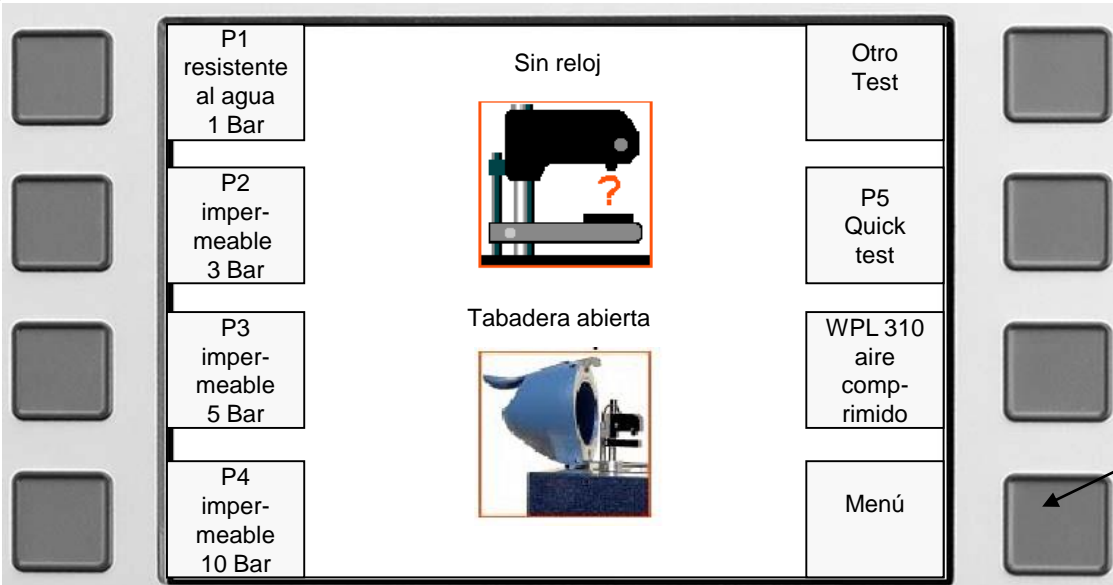 P1
resistente
al agua
1 Bar
P2
imper-
meable
3 Bar
P3
imper-
meable
5 Bar
P4
imper-
meable
10 Bar
Sin reloj
?
Tabadera abierta
Otro
Test
P5
Quick
test
WPL 310
aire
comp-
rimido
Menú